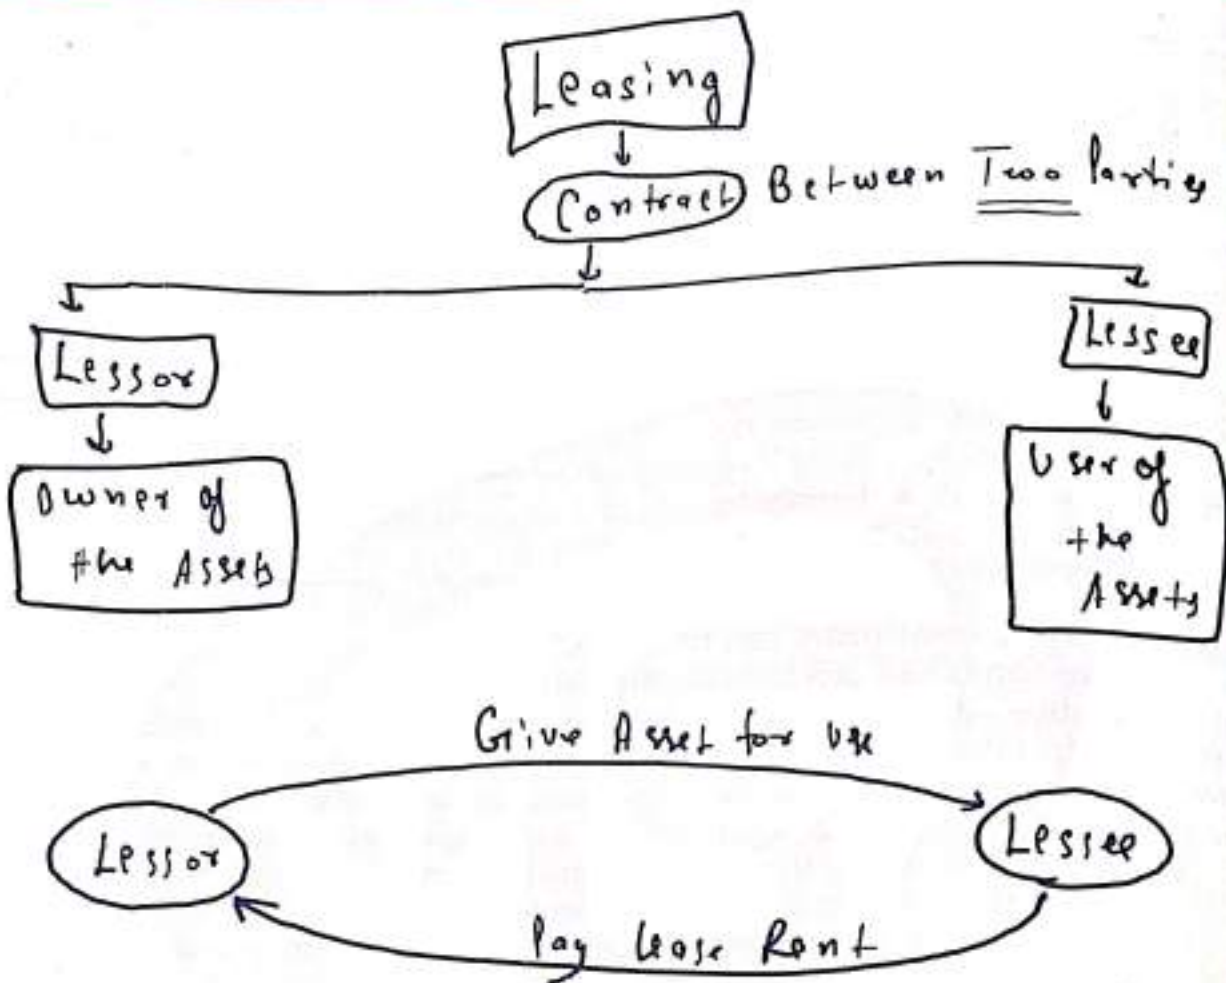 Leasing
Contract Between Two Parties
Lessor
Lessee
Owner of
the Assets
User of
the
Assets
Give Asset for use
Lessor
Lessee
Pay Lease Rent